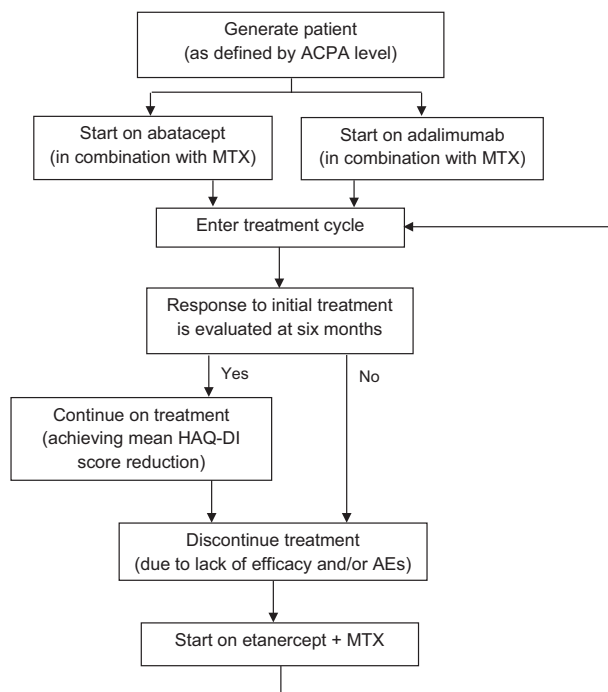 Generate patient
(as defined by ACPA level)
Start on abatacept
(in combination with MTX)
Start on adalimumab
(in combination with MTX)
Enter treatment cycle
Response to initial treatment
is evaluated at six months
Yes
No
Continue on treatment
(achieving mean HAQ-DI
score reduction)
Discontinue treatment
(due to lack of efficacy and/or AEs)
Start on etanercept + MTX